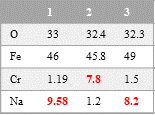 1 2 3
O 33 32.4 32.3
Fe 46 45.8 49
Cr 1.19 7.8 1.5
Na 9.58 1.2 8.2